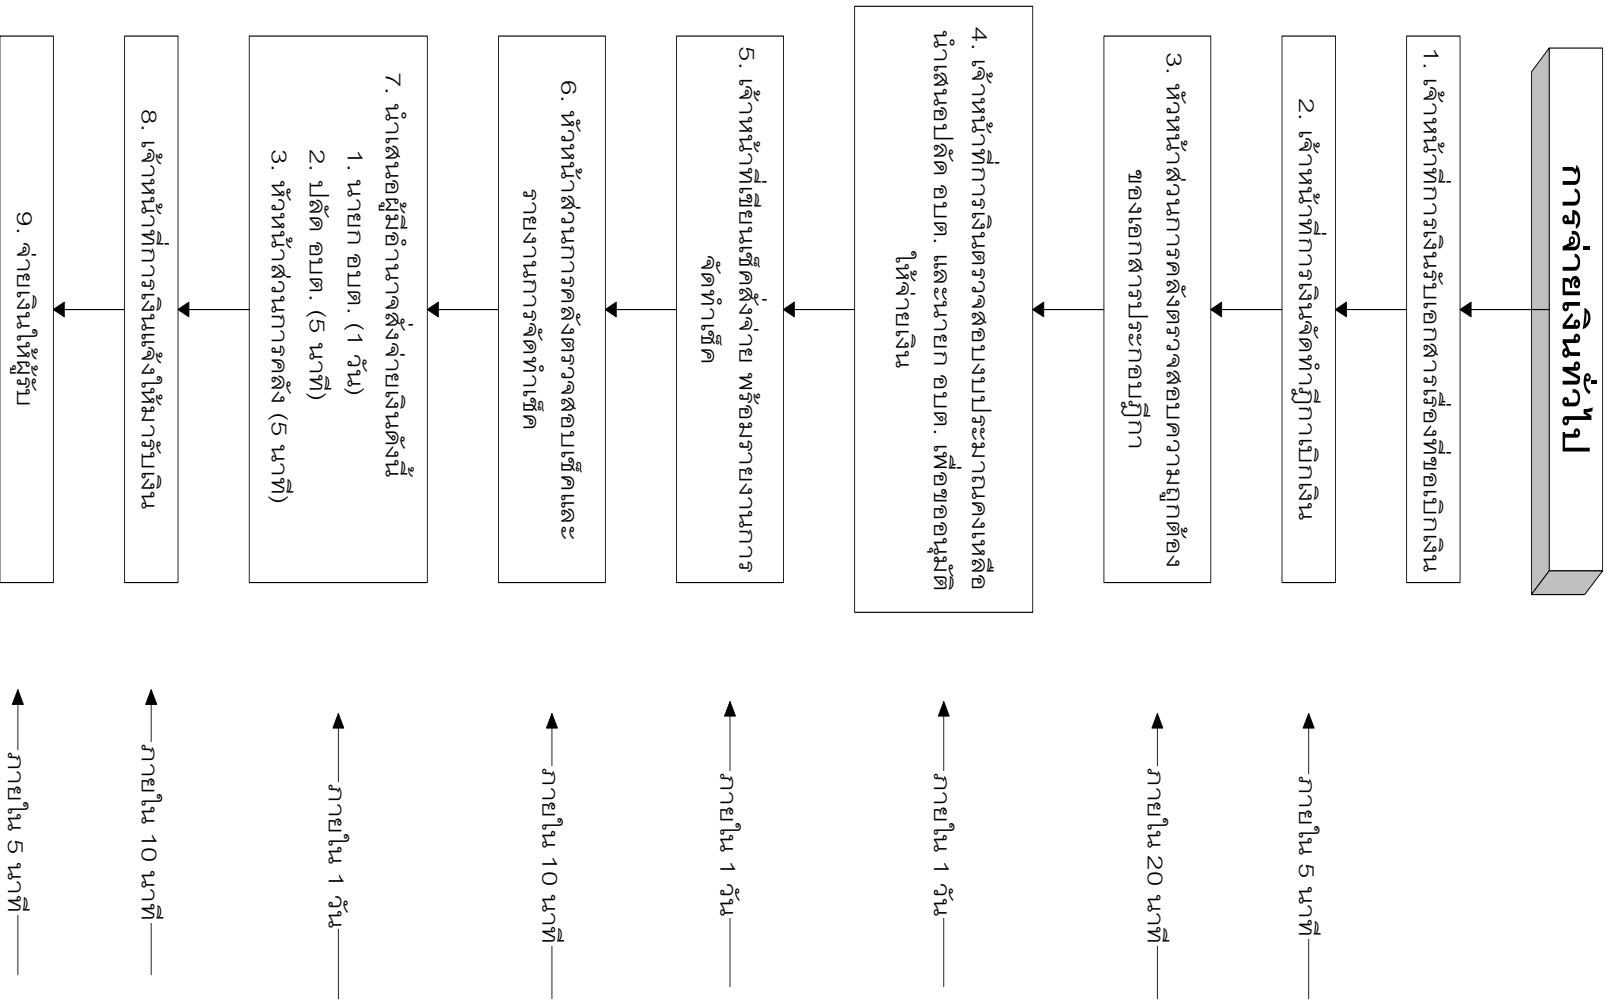 การจ่ายเงินทั่วไป
1. เจ้าหน้าที่การเงินรับเอกสารเรื่องที่ขอเบิกเงิน
2. เจ้าหน้าที่การเงินจัดทำฎีกาเบิกเงิน
ภายใน 5 นาที
3. หัวหน้าส่วนการคลังตรวจสอบความถูกต้อง
ของเอกสารประกอบฎีกา
ภายใน 20 นาที
4. เจ้าหน้าที่การเงินตรวจสอบงบประมาณคงเหลือ
นำเสนอปลัด อบต. และนายก อบต. เพื่อขออนุมัติ
ให้จ่ายเงิน
ภายใน 1 วัน
5. เจ้าหน้าที่เขียนเช็คสั่งจ่าย พร้อมรายงานการ
จัดทำเช็ค
ภายใน 1 วัน
6. หัวหน้าส่วนการคลังตรวจสอบเช็คและ
รายงานการจัดทำเช็ค
ภายใน 10 นาที
7. นำเสนอผู้มีอำนาจสั่งจ่ายเงินดังนี้
1. นายก อบต. (1 วัน)
2. ปลัด อบต. (5 นาที)
3. หัวหน้าส่วนการคลัง (5 นาที)
ภายใน 1 วัน
8. เจ้าหน้าที่การเงินแจ้งให้มารับเงิน
ภายใน 10 นาที
9. จ่ายเงินให้ผู้รับ
ภายใน 5 นาที